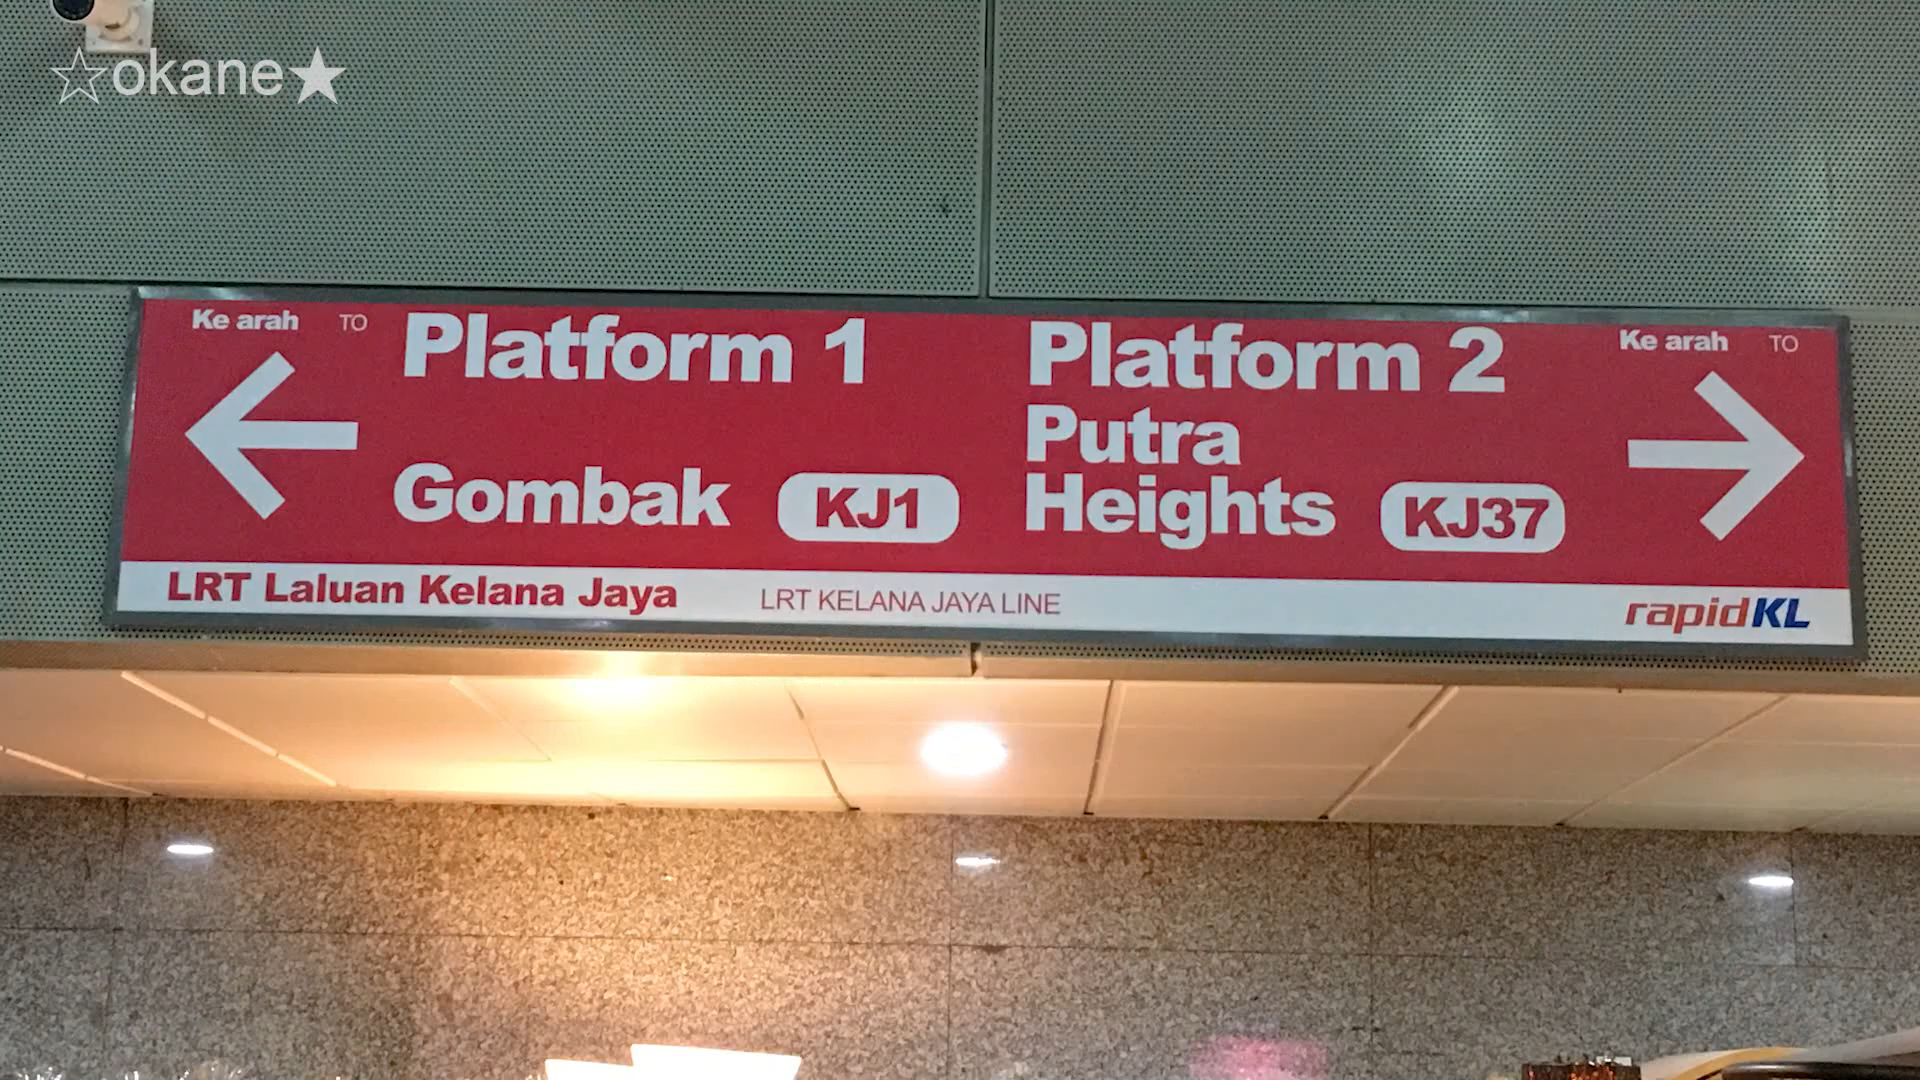 ☆okane★
Ke arah TO
Platform 1
Gombak KJ1
Platform 2
Putra
Heights KJ37
Ke arah TO
LRT Laluan Kelana Jaya LRT KELANA JAYA LINE
rapidKL